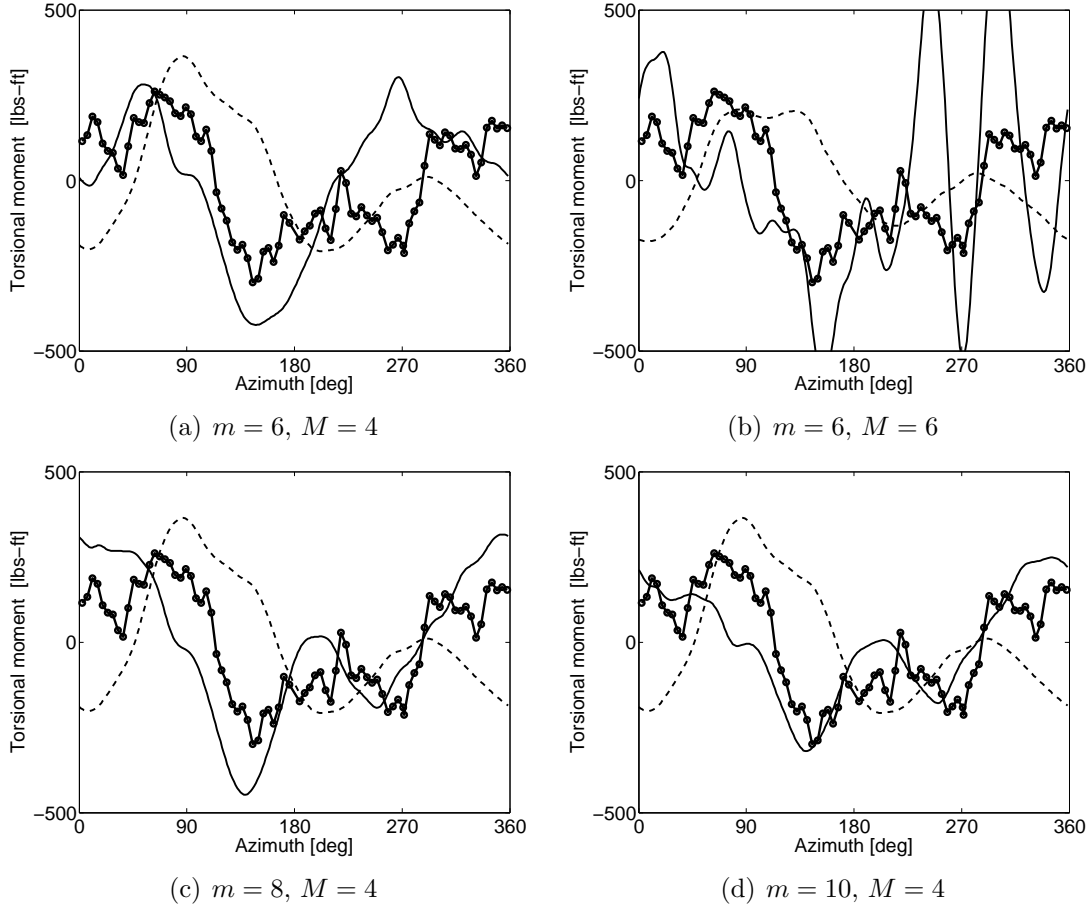 500
0
−500
Torsional moment [lbs−ft]
0 90 180 270 360
Azimuth [deg]
(a) m = 6, M = 4
500
0
−500
Torsional moment [lbs−ft]
0 90 180 270 360
Azimuth [deg]
(b) m = 6, M = 6
500
0
−500
Torsional moment [lbs−ft]
0 90 180 270 360
Azimuth [deg]
(c) m = 8, M = 4
500
0
−500
Torsional moment [lbs−ft]
0 90 180 270 360
Azimuth [deg]
(d) m = 10, M = 4